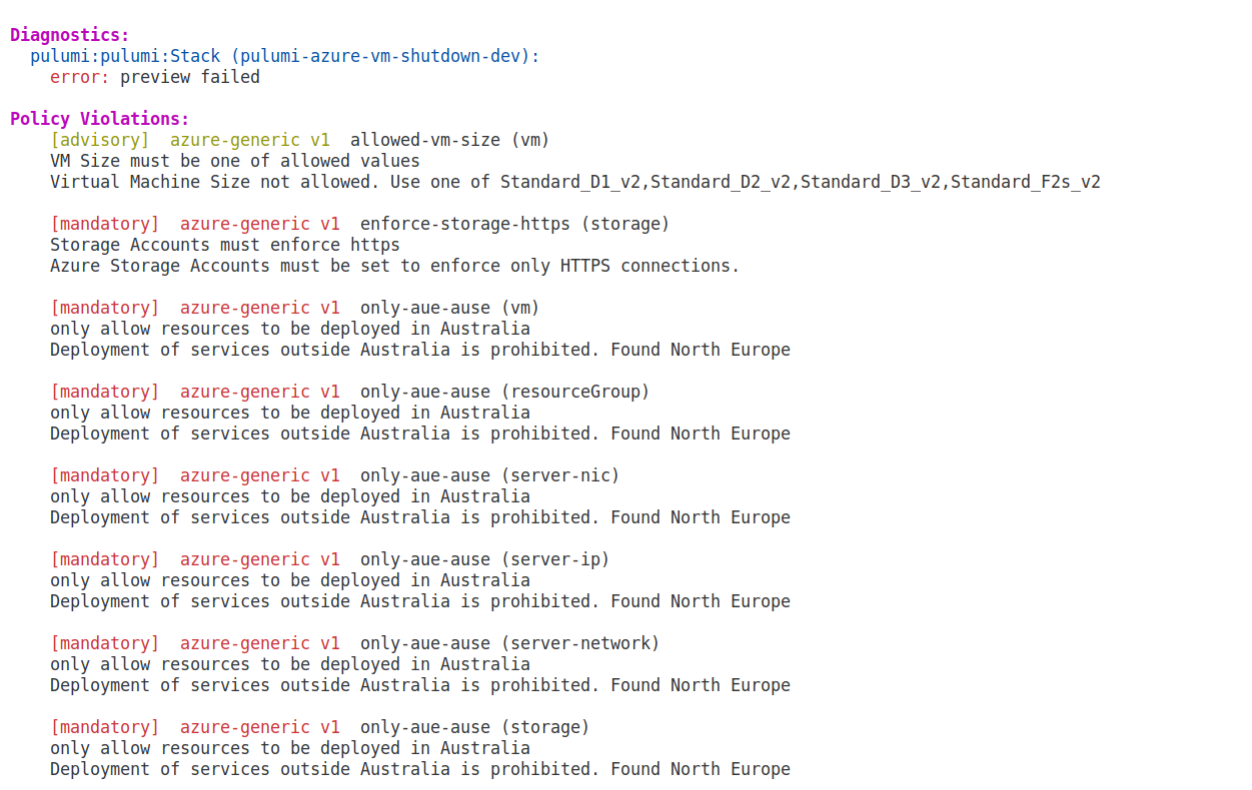 Diagnostics:
pulumi:pulumi:Stack (pulumi-azure-vm-shutdown-dev):
error: preview failed
Policy Violations:
[advisory]  azure-generic v1  allowed-vm-size (vm)
VM Size must be one of allowed values
Virtual Machine Size not allowed. Use one of Standard_D1_v2,Standard_D2_v2,Standard_D3_v2,Standard_F2s_v2
[mandatory]  azure-generic v1  enforce-storage-https (storage)
Storage Accounts must enforce https
Azure Storage Accounts must be set to enforce only HTTPS connections.
[mandatory]  azure-generic v1  only-aue-ause (vm)
only allow resources to be deployed in Australia
Deployment of services outside Australia is prohibited. Found North Europe
[mandatory]  azure-generic v1  only-aue-ause (resourceGroup)
only allow resources to be deployed in Australia
Deployment of services outside Australia is prohibited. Found North Europe
[mandatory]  azure-generic v1  only-aue-ause (server-nic)
only allow resources to be deployed in Australia
Deployment of services outside Australia is prohibited. Found North Europe
[mandatory]  azure-generic v1  only-aue-ause (server-ip)
only allow resources to be deployed in Australia
Deployment of services outside Australia is prohibited. Found North Europe
[mandatory]  azure-generic v1  only-aue-ause (server-network)
only allow resources to be deployed in Australia
Deployment of services outside Australia is prohibited. Found North Europe
[mandatory]  azure-generic v1  only-aue-ause (storage)
only allow resources to be deployed in Australia
Deployment of services outside Australia is prohibited. Found North Europe